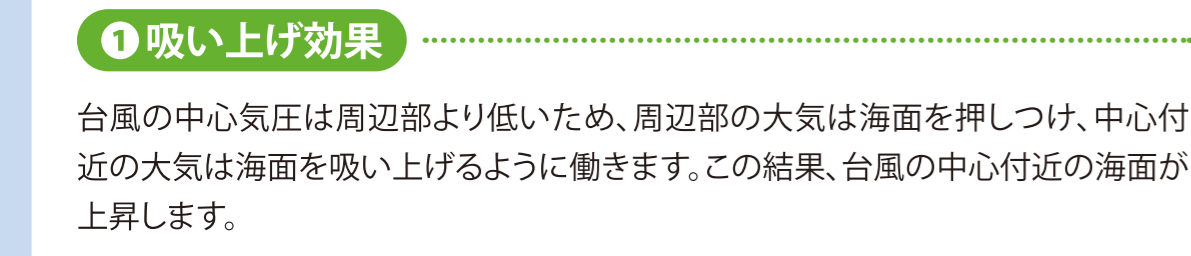 ❶吸い上げ効果
台風の中心気圧は周辺部より低いため、周辺部の大気は海面を押しつけ、中心付
近の大気は海面を吸い上げるように働きます。この結果、台風の中心付近の海面が
上昇します。